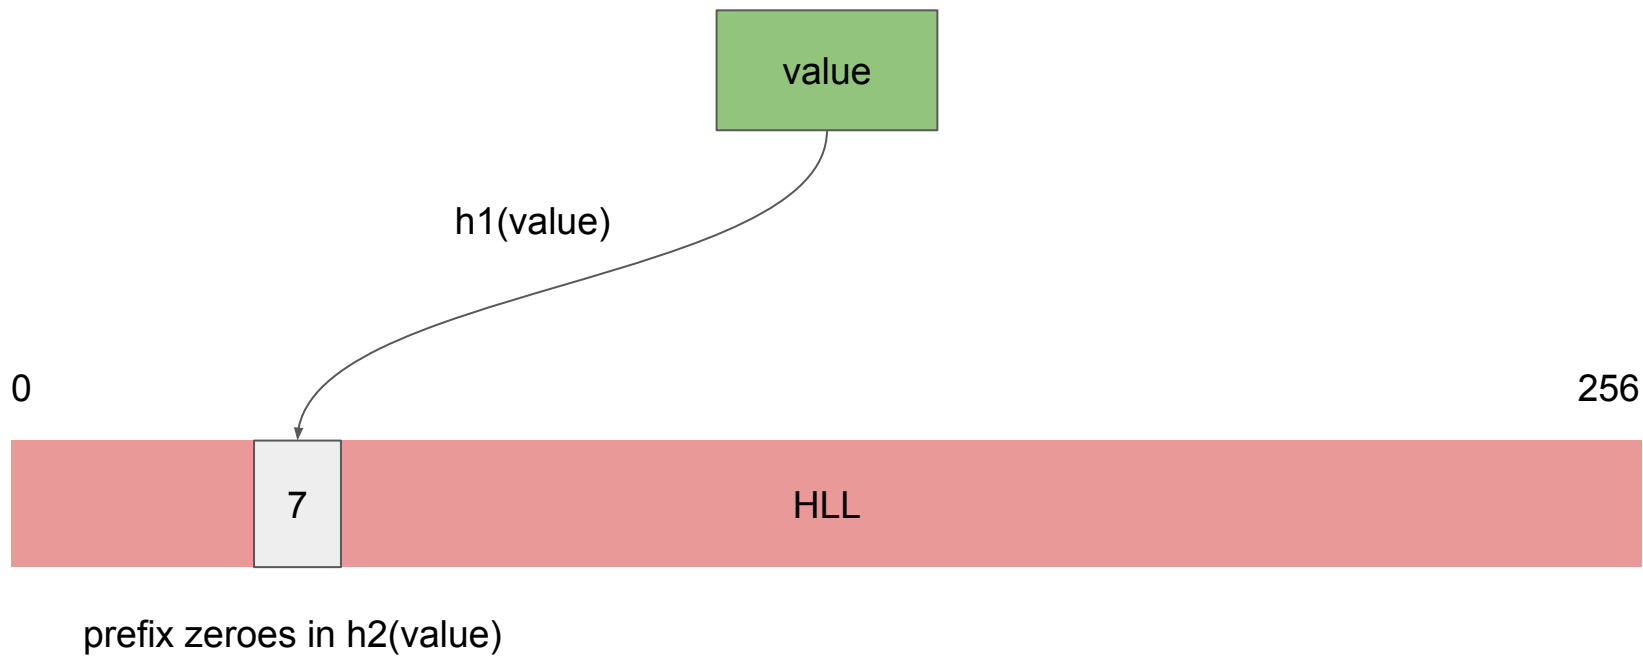 value
h1(value)
0
256
7
HLL
prefix zeroes in h2(value)